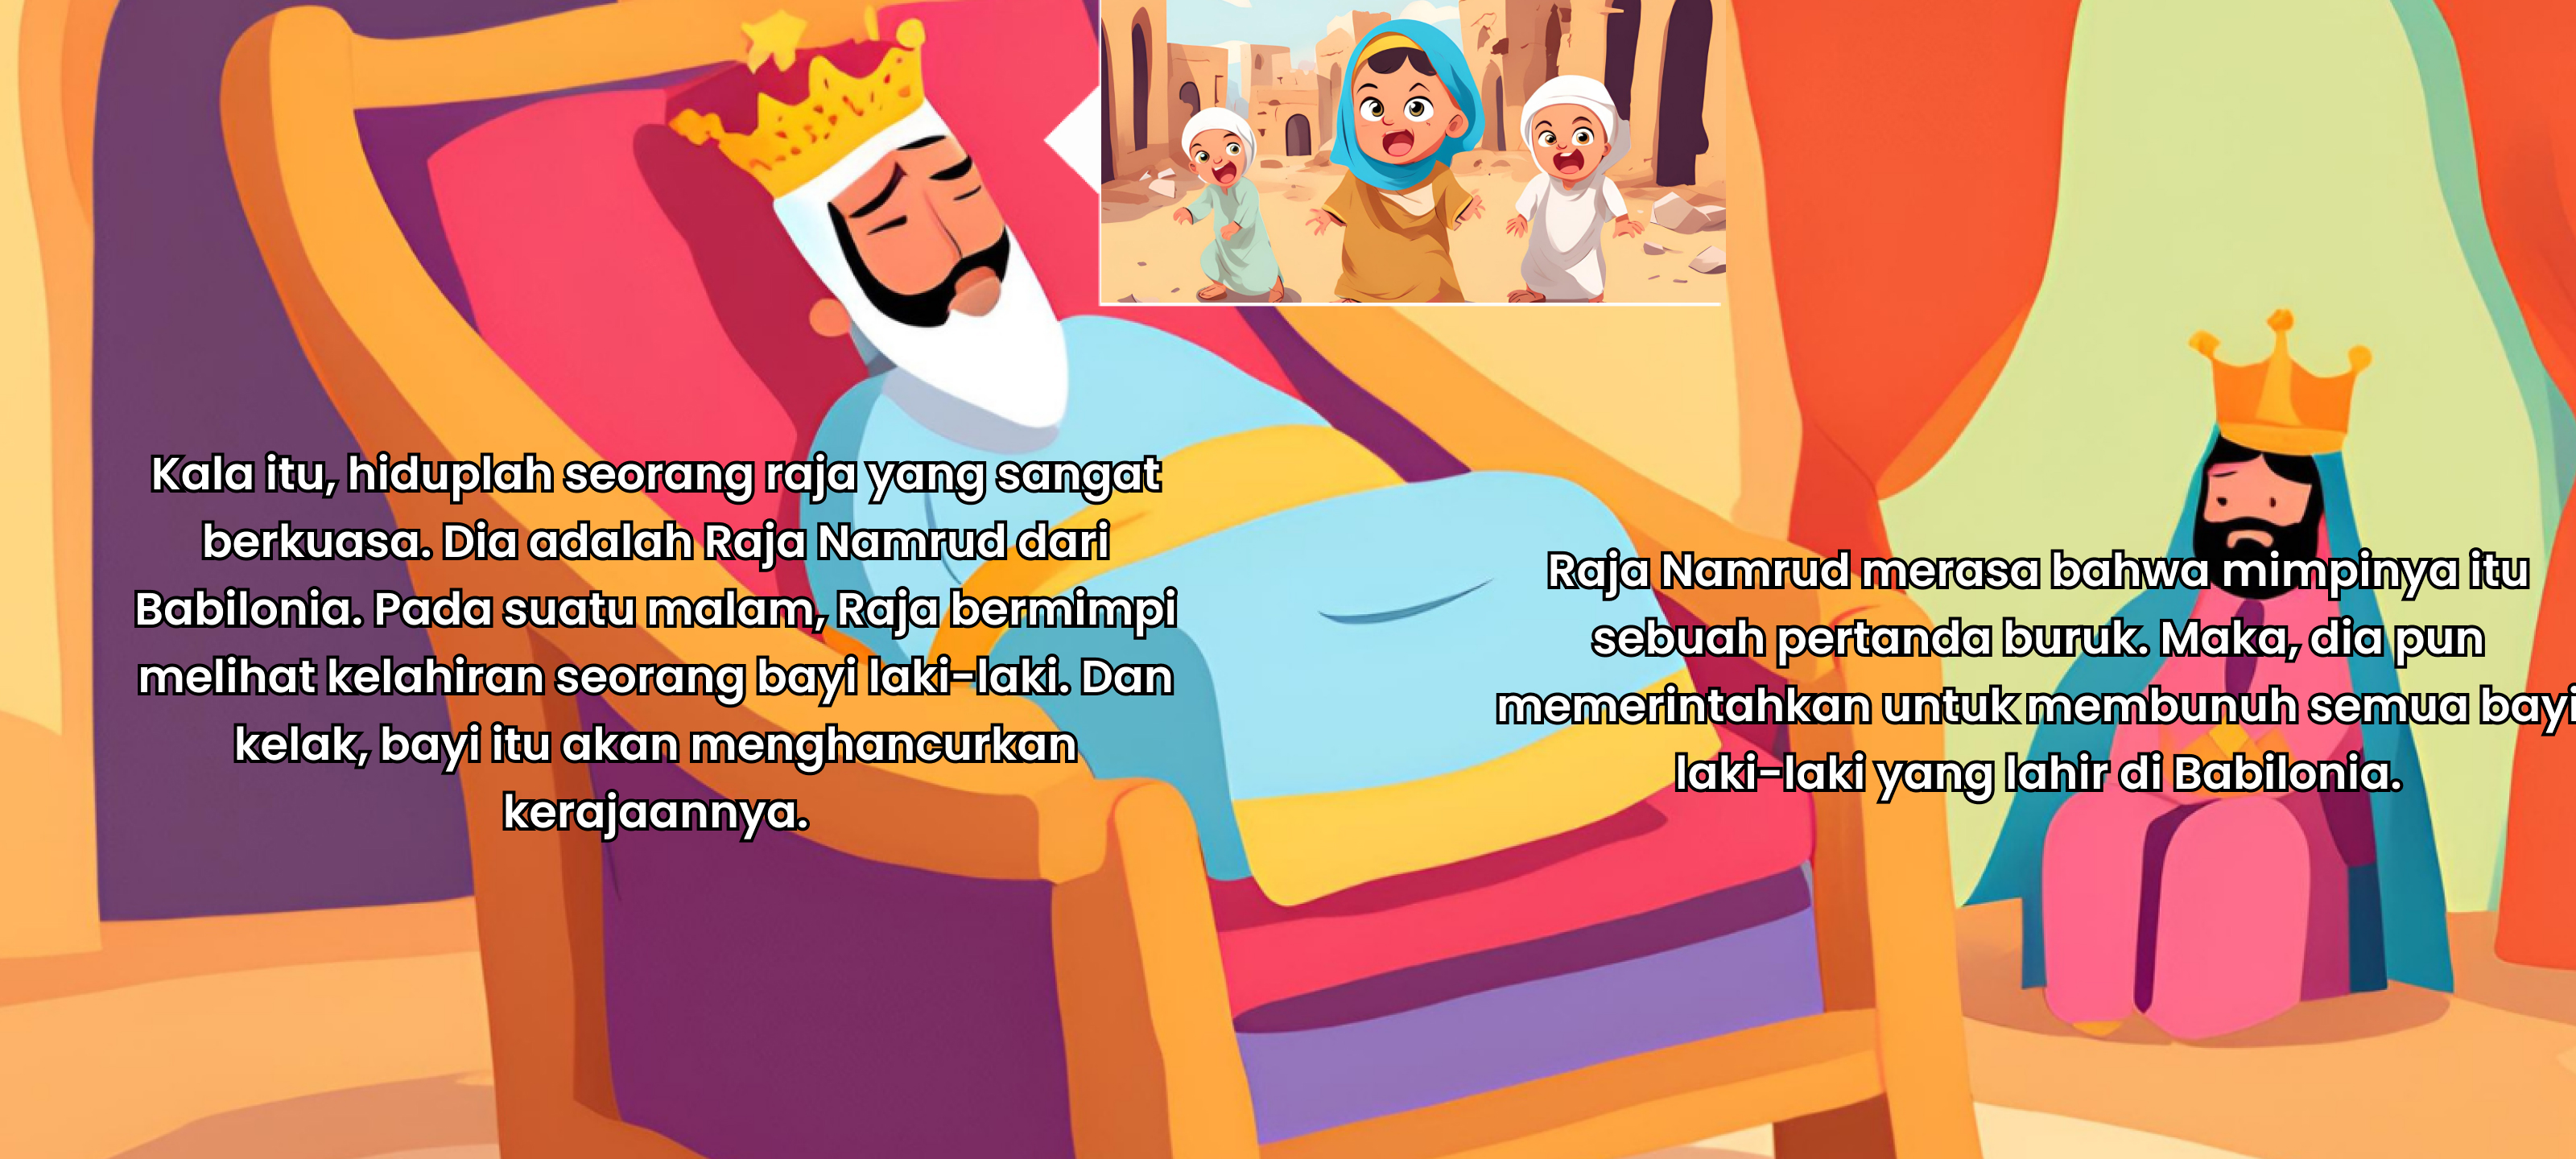 Kala itu, hiduplah seorang raja yang sangat
berkuasa. Dia adalah Raja Namrud dari
Babilonia. Pada suatu malam, Raja bermimpi
melihat kelahiran seorang bayi laki-laki. Dan
kelak, bayi itu akan menghancurkan
kerajaannya.
Raja Namrud merasa bahwa mimpinya itu
sebuah pertanda buruk. Maka, dia pun
memerintahkan untuk membunuh semua bayi
laki-laki yang lahir di Babilonia.